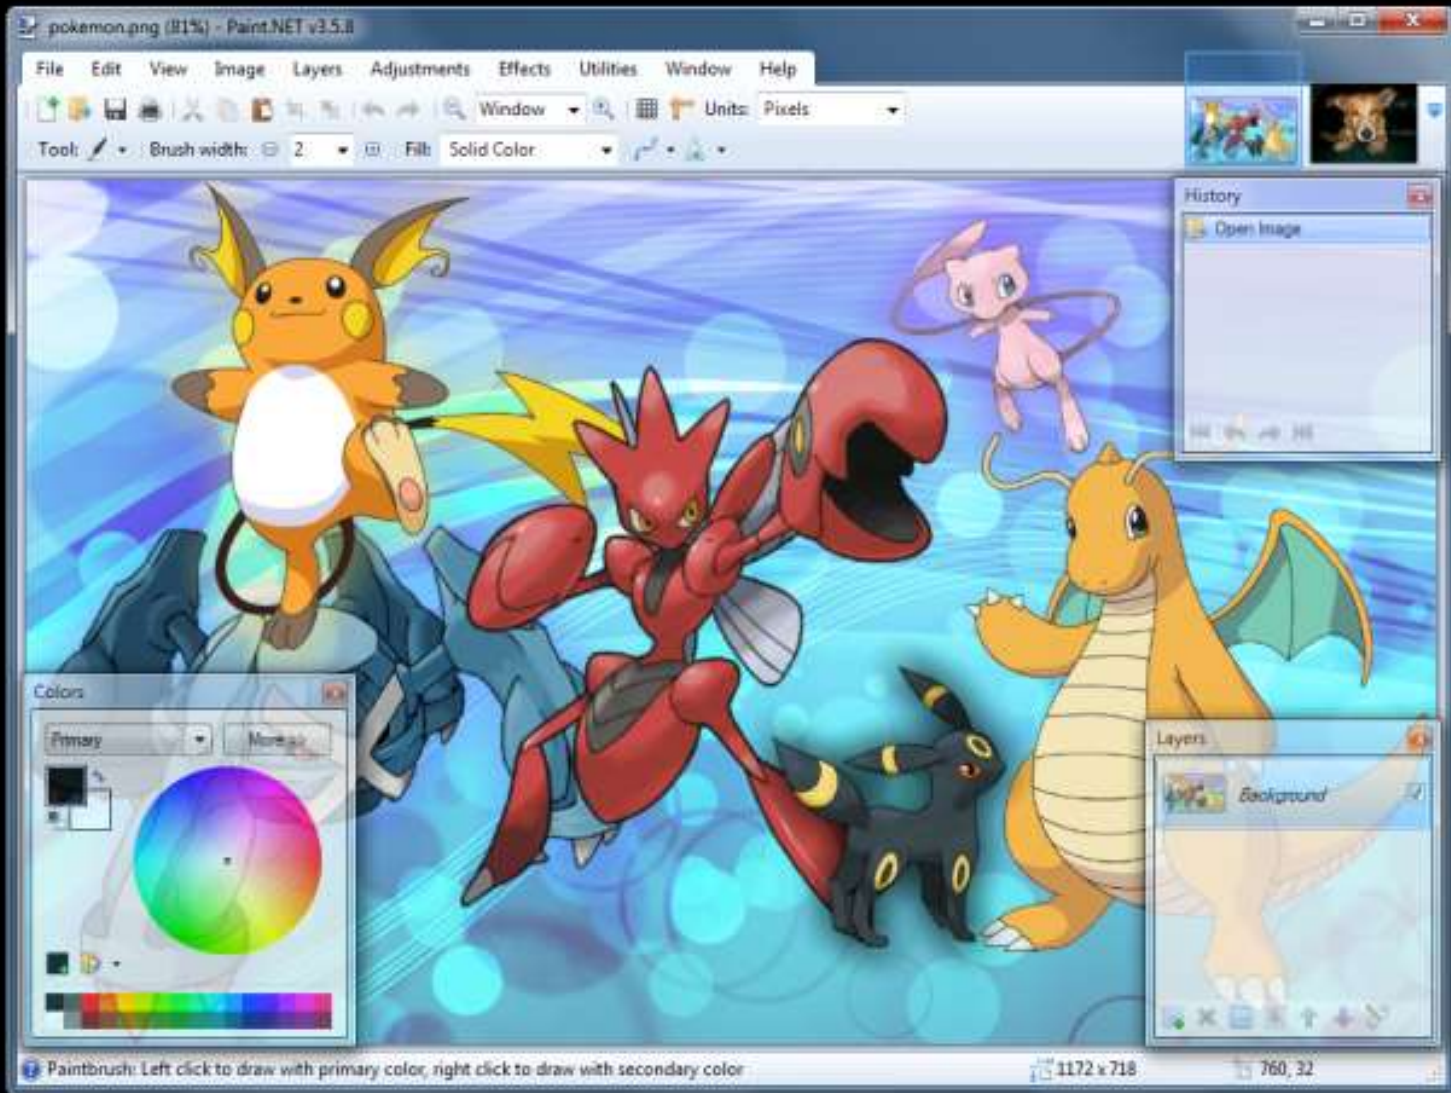 pokemon.png (81%) - Paint.NET v3.5.8
File Edit View Image Layers Adjustments Effects Utilities Window Help
Window Units: Pixels
Tool: Brush width: 2 Fill: Solid Color
History
Open Image
Colors
Primary More >>
Layers
Background
Paintbrush: Left click to draw with primary color, right click to draw with secondary color 1172 x 718 760, 32